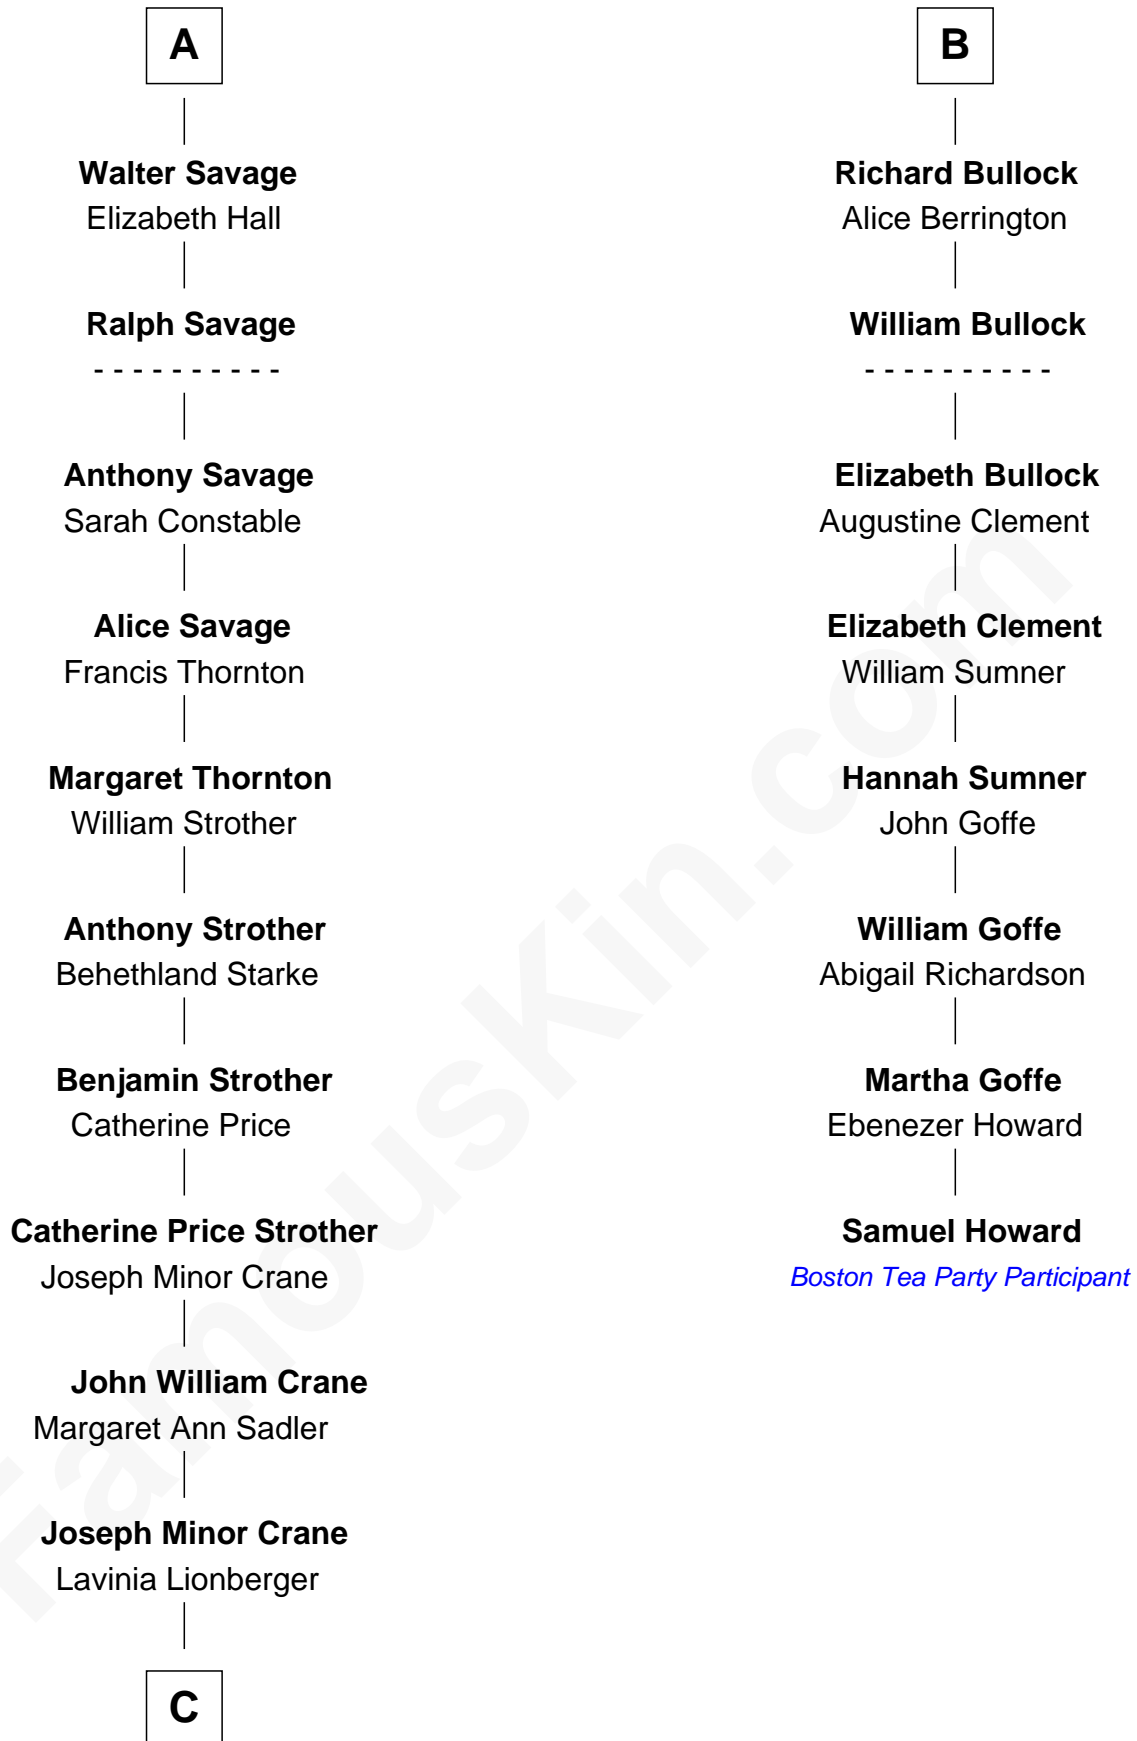 A
Walter Savage
Elizabeth Hall
Ralph Savage
- - - - - - - - - -
Anthony Savage
Sarah Constable
Alice Savage
Francis Thornton
Margaret Thornton
William Strother
Anthony Strother
Behethland Starke
Benjamin Strother
Catherine Price
Catherine Price Strother
Joseph Minor Crane
John William Crane
Margaret Ann Sadler
Joseph Minor Crane
Lavinia Lionberger
C
B
Richard Bullock
Alice Berrington
William Bullock
- - - - - - - - - -
Elizabeth Bullock
Augustine Clement
Elizabeth Clement
William Sumner
Hannah Sumner
John Goffe
William Goffe
Abigail Richardson
Martha Goffe
Ebenezer Howard
Samuel Howard
Boston Tea Party Participant
FamousKin.com